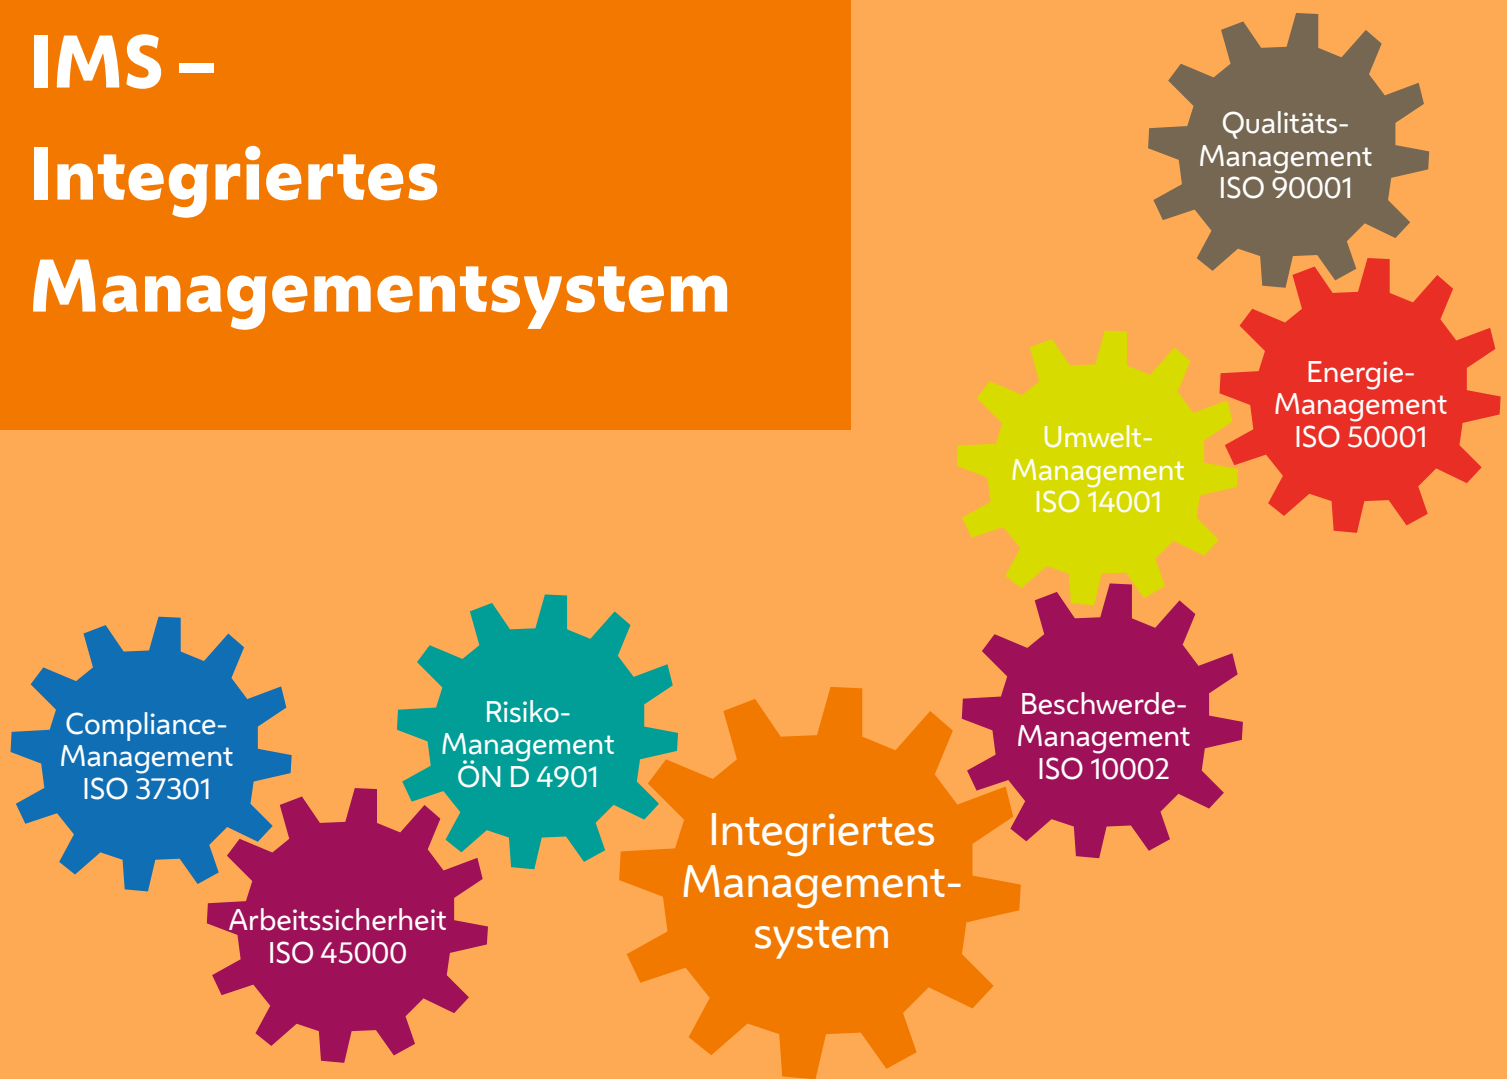 IMS –
Integriertes
Managementsystem
Qualitäts-
Management
ISO 90001
Energie-
Management
ISO 50001
Umwelt-
Management
ISO 14001
Beschwerde-
Management
ISO 10002
Integriertes
Management-
system
Risiko-
Management
ÖN D 4901
Arbeitssicherheit
ISO 45000
Compliance-
Management
ISO 37301